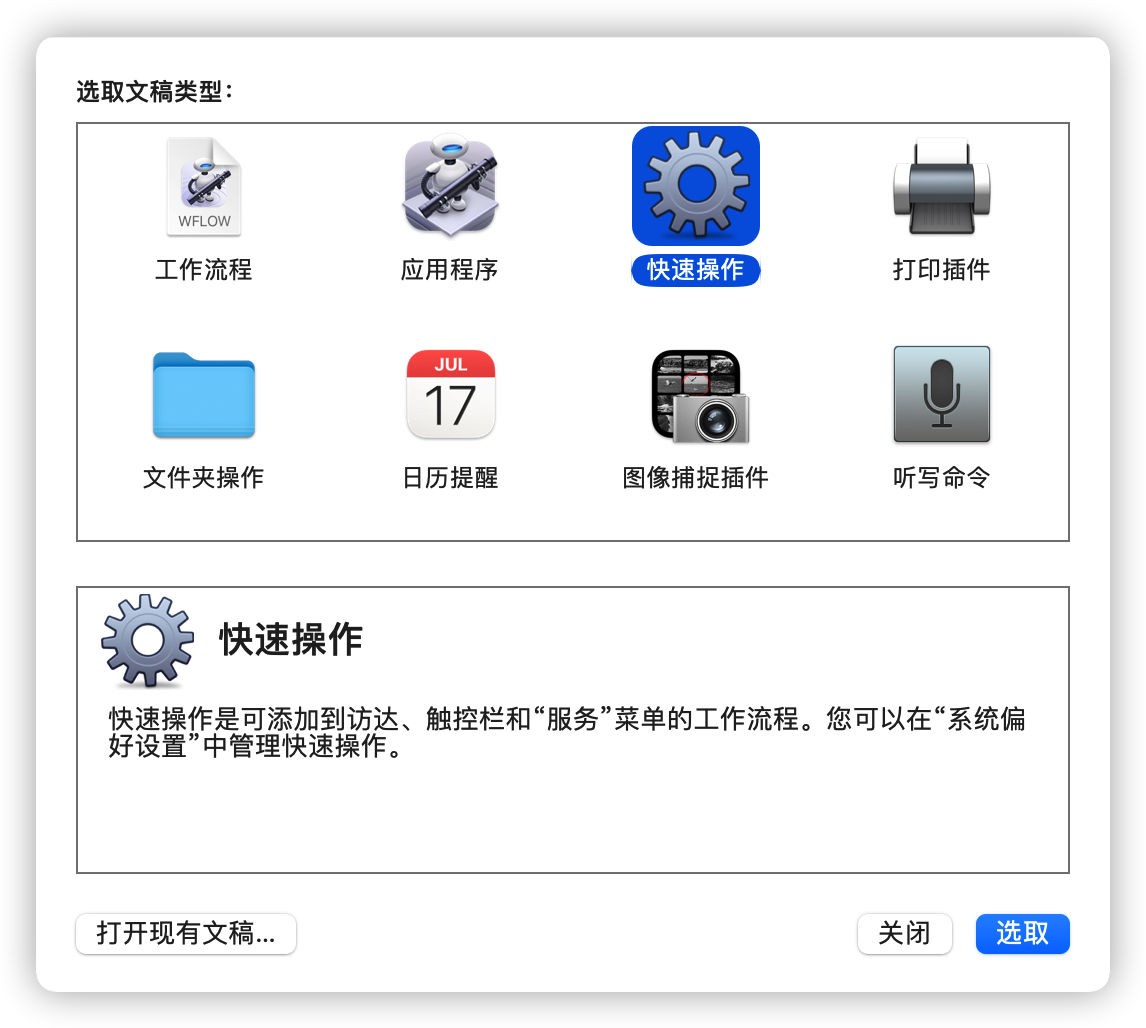 选取文稿类型：
WFLOW
工作流程
应用程序
快速操作
打印插件
JUL
17
文件夹操作
日历提醒
图像捕捉插件
听写命令
快速操作
快速操作是可添加到访达、触控栏和“服务”菜单的工作流程。您可以在“系统偏
好设置”中管理快速操作。
打开现有文稿...
关闭
选取